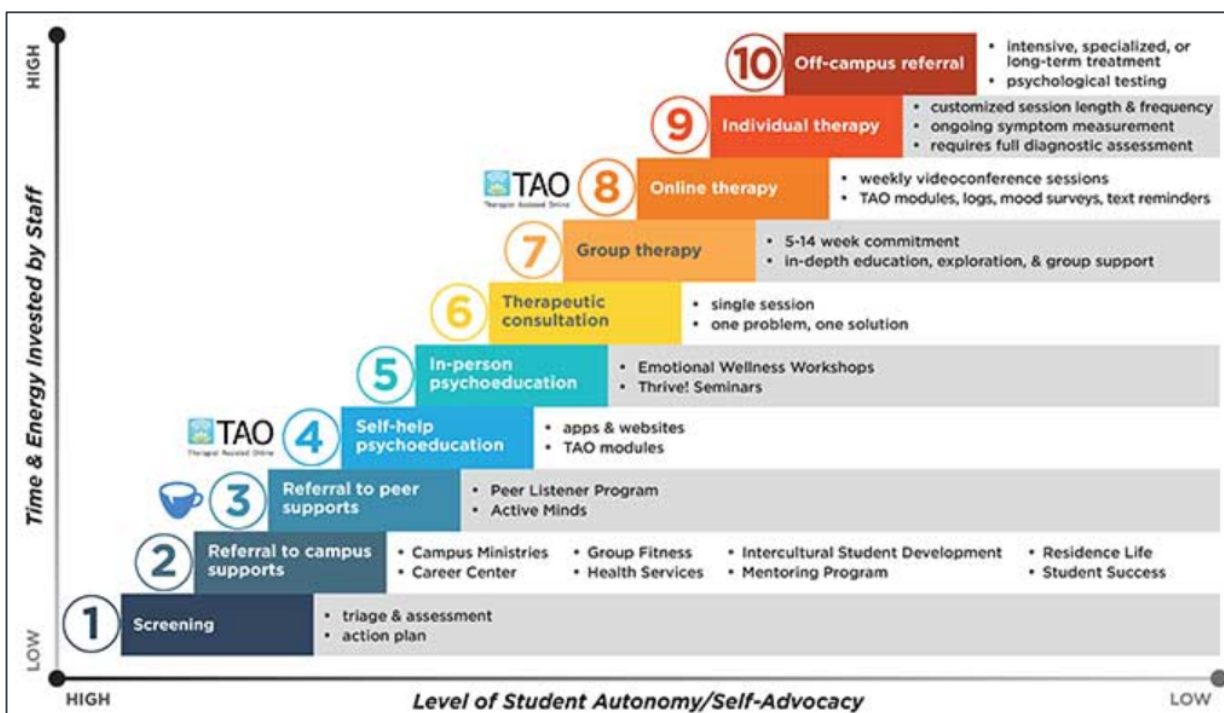 HIGH
Time & Energy Invested by Staff
LOW
10
Off-campus referral
• intensive, specialized, or
long-term treatment
• psychological testing
9
Individual therapy
• customized session length & frequency
• ongoing symptom measurement
• requires full diagnostic assessment
TAO
Therapist Assisted Online
8
Online therapy
• weekly videoconference sessions
• TAO modules, logs, mood surveys, text reminders
7
Group therapy
• 5-14 week commitment
• in-depth education, exploration, & group support
6
Therapeutic
consultation
• single session
• one problem, one solution
5
In-person
psychoeducation
• Emotional Wellness Workshops
• Thrive! Seminars
TAO
Therapist Assisted Online
4
Self-help
psychoeducation
• apps & websites
• TAO modules
3
Referral to peer
supports
• Peer Listener Program
• Active Minds
2
Referral to campus
supports
• Campus Ministries • Group Fitness • Intercultural Student Development • Residence Life
• Career Center • Health Services • Mentoring Program • Student Success
1
Screening
• triage & assessment
• action plan
HIGH
Level of Student Autonomy/Self-Advocacy
LOW